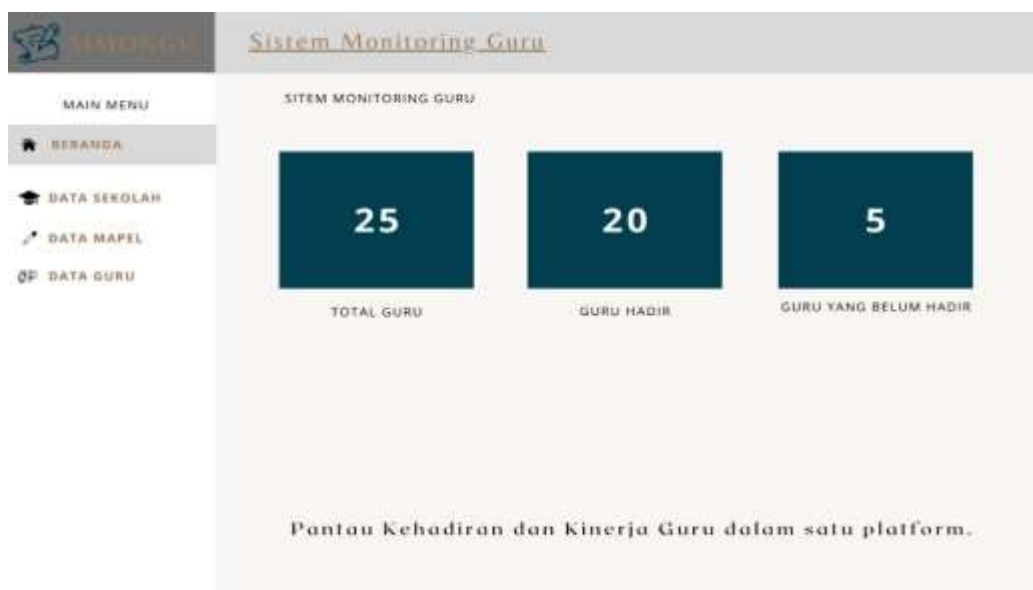 SIMONGU
Sistem Monitoring Guru
MAIN MENU
BERANDA
DATA SEKOLAH
DATA MAPEL
DATA GURU
SITEM MONITORING GURU
25
20
5
TOTAL GURU
GURU HADIR
GURU YANG BELUM HADIR
Pantau Kehadiran dan Kinerja Guru dalam satu platform.